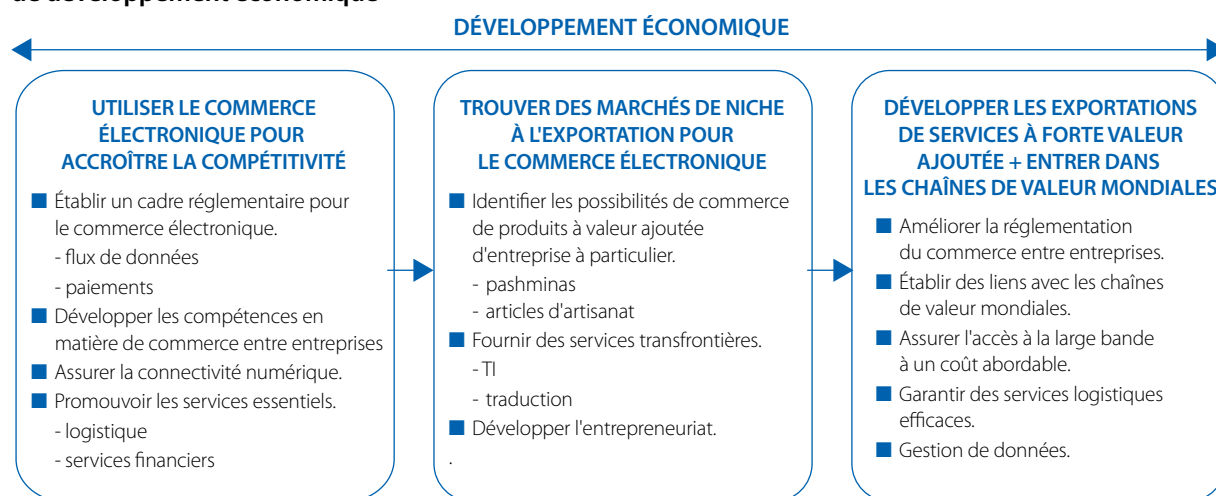 de développement économique
DÉVELOPPEMENT ÉCONOMIQUE
UTILISER LE COMMERCE
ÉLECTRONIQUE POUR
ACCROÎTRE LA COMPÉTITIVITÉ
■ Établir un cadre réglementaire pour
le commerce électronique.
- flux de données
- paiements
■ Développer les compétences en
matière de commerce entre entreprises
■ Assurer la connectivité numérique.
■ Promouvoir les services essentiels.
- logistique
- services financiers
TROUVER DES MARCHÉS DE NICHE
À L'EXPORTATION POUR
LE COMMERCE ÉLECTRONIQUE
■ Identifier les possibilités de commerce
de produits à valeur ajoutée
d'entreprise à particulier.
- pashminas
- articles d'artisanat
■ Fournir des services transfrontières.
- TI
- traduction
■ Développer l'entrepreneuriat.
.
DÉVELOPPER LES EXPORTATIONS
DE SERVICES À FORTE VALEUR
AJOUTÉE + ENTRER DANS
LES CHAÎNES DE VALEUR MONDIALES
■ Améliorer la réglementation
du commerce entre entreprises.
■ Établir des liens avec les chaînes
de valeur mondiales.
■ Assurer l'accès à la large bande
à un coût abordable.
■ Garantir des services logistiques
efficaces.
■ Gestion de données.